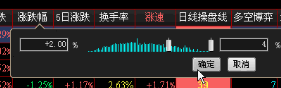 涨跌幅 5日涨跌 换手率 涨速 日线操盘线 多空博弈
+2.00 % 4 %
确定 取消
-1.25% +1.17% 2.63% +1.71%